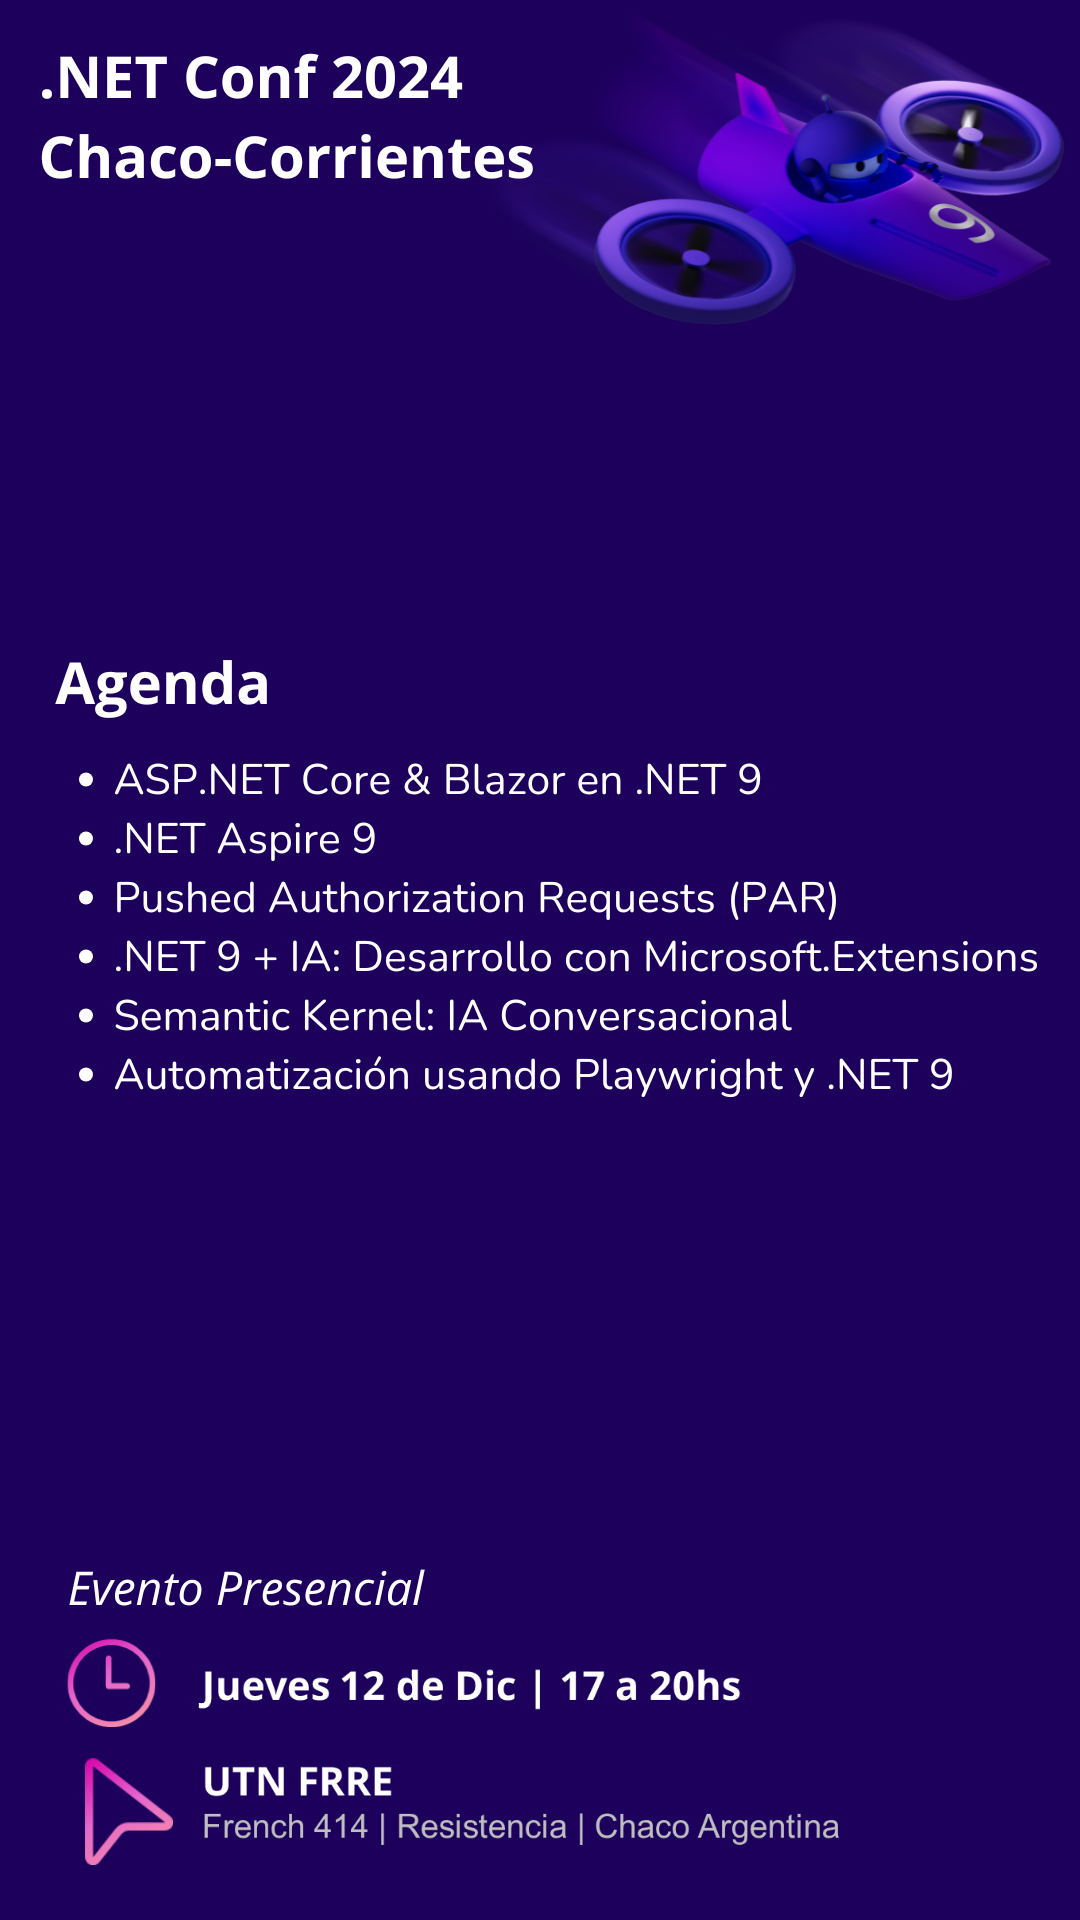 .NET Conf 2024
Chaco-Corrientes
9
Agenda
• ASP.NET Core & Blazor en .NET 9
• .NET Aspire 9
• Pushed Authorization Requests (PAR)
• .NET 9 + IA: Desarrollo con Microsoft.Extensions
• Semantic Kernel: IA Conversacional
• Automatización usando Playwright y .NET 9
Evento Presencial
Jueves 12 de Dic | 17 a 20hs
UTN FRRE
French 414 | Resistencia | Chaco Argentina